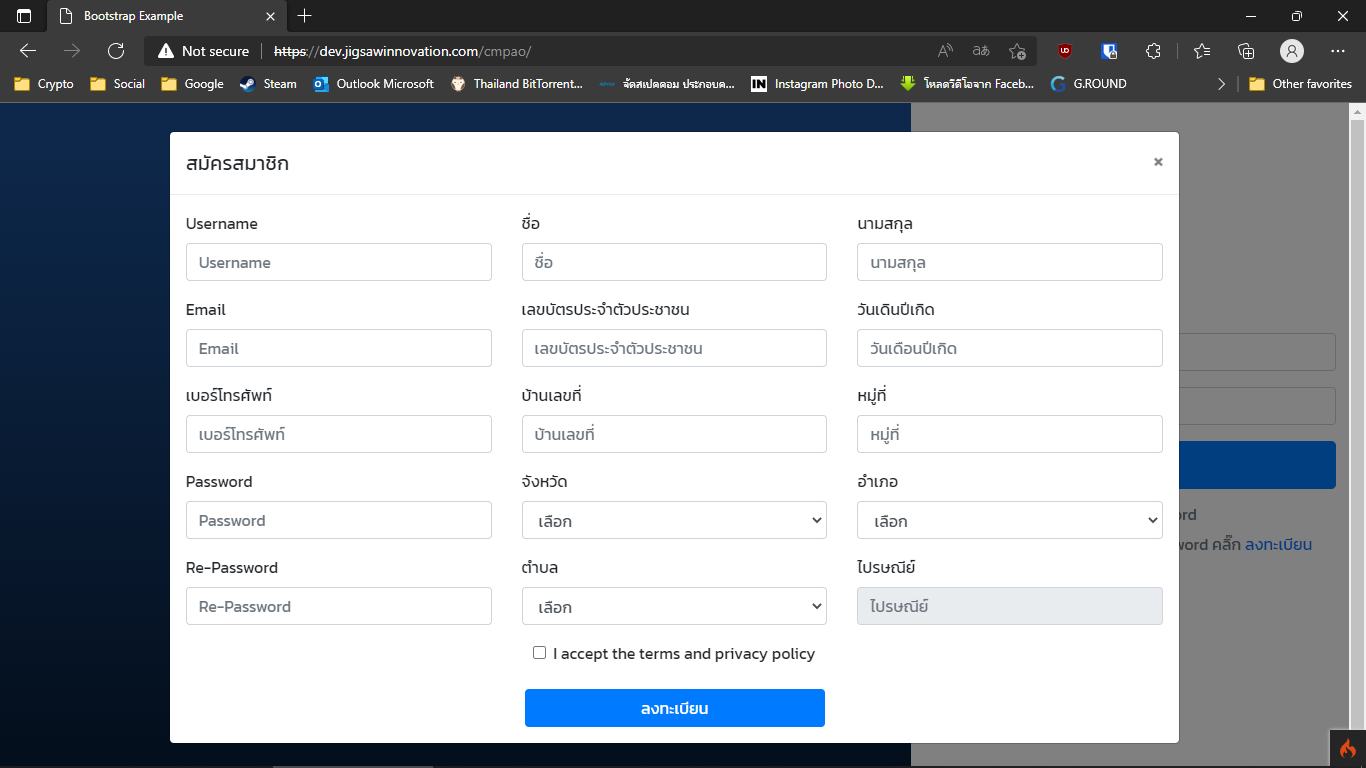 Bootstrap Example
Not secure https://dev.jigsawinnovation.com/cmpao/
Crypto Social Google Steam Outlook Microsoft Thailand BitTorrent... จัดสเปคคอม ประกอบค... IN Instagram Photo D... โหลดวิดีโอจาก Faceb... G.ROUND Other favorites
สมัครสมาชิก ×
Username ชื่อ นามสกุล
Username ชื่อ นามสกุล
Email เลขบัตรประจำตัวประชาชน วันเดินปีเกิด
Email เลขบัตรประจำตัวประชาชน วันเดือนปีเกิด
เบอร์โทรศัพท์ บ้านเลขที่ หมู่ที่
เบอร์โทรศัพท์ บ้านเลขที่ หมู่ที่
Password จังหวัด อำเภอ
Password เลือก เลือก
ord
word คลิ๊ก ลงทะเบียน
Re-Password ตำบล ไปรษณีย์
Re-Password เลือก ไปรษณีย์
I accept the terms and privacy policy
ลงทะเบียน